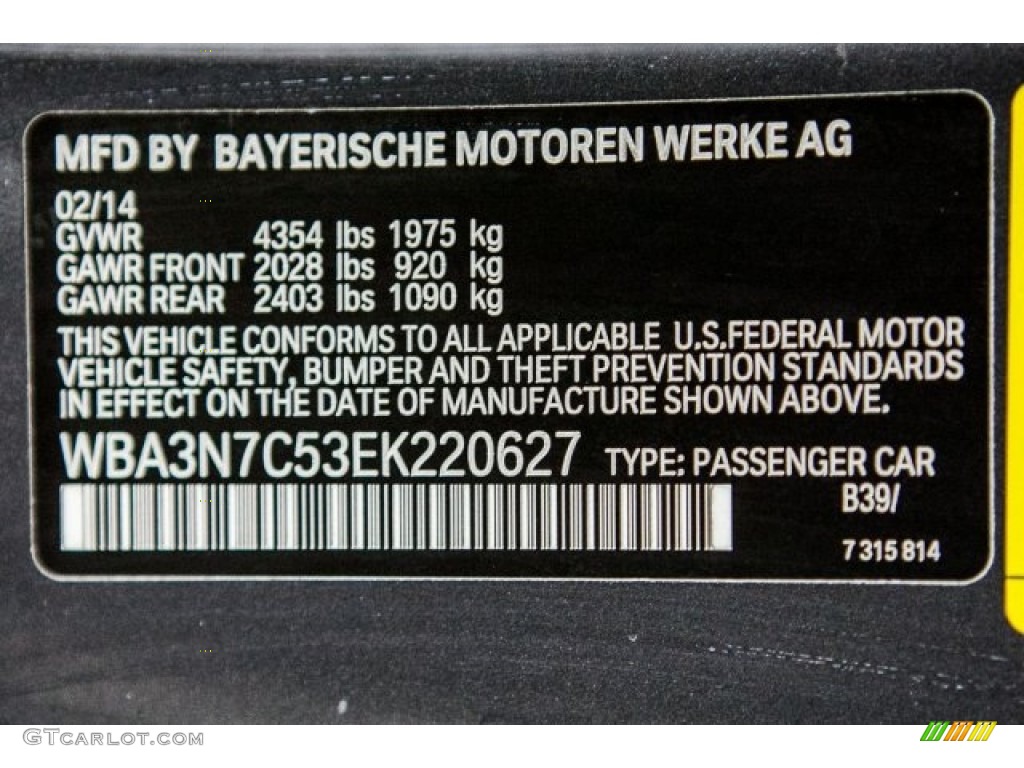 MFD BY BAYERISCHE MOTOREN WERKE AG
02/14
GVWR 4354 lbs 1975 kg
GAWR FRONT 2028 lbs 920 kg
GAWR REAR 2403 lbs 1090 kg
THIS VEHICLE CONFORMS TO ALL APPLICABLE U.S.FEDERAL MOTOR
VEHICLE SAFETY, BUMPER AND THEFT PREVENTION STANDARDS
IN EFFECT ON THE DATE OF MANUFACTURE SHOWN ABOVE.
WBA3N7C53EK220627 TYPE: PASSENGER CAR
B39/
7 315 814
GTcarlot.com